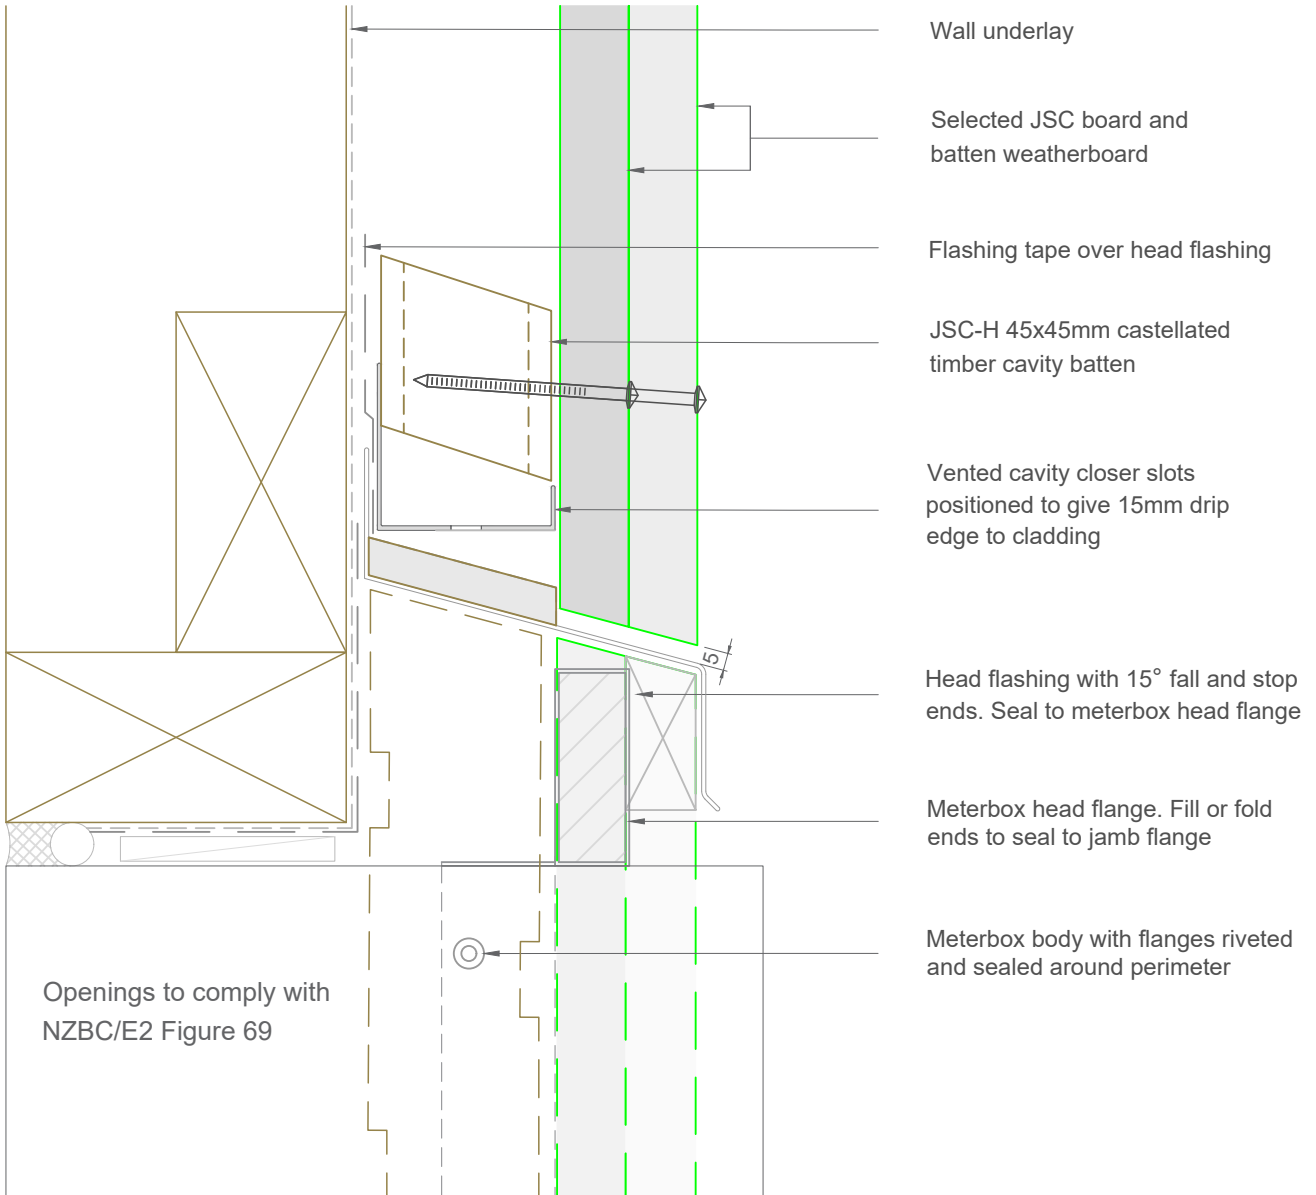 Wall underlay
Selected JSC board and
batten weatherboard
Flashing tape over head flashing
JSC-H 45x45mm castellated
timber cavity batten
Vented cavity closer slots
positioned to give 15mm drip
edge to cladding
5
Head flashing with 15° fall and stop
ends. Seal to meterbox head flange
Meterbox head flange. Fill or fold
ends to seal to jamb flange
Meterbox body with flanges riveted
and sealed around perimeter
Openings to comply with
NZBC/E2 Figure 69